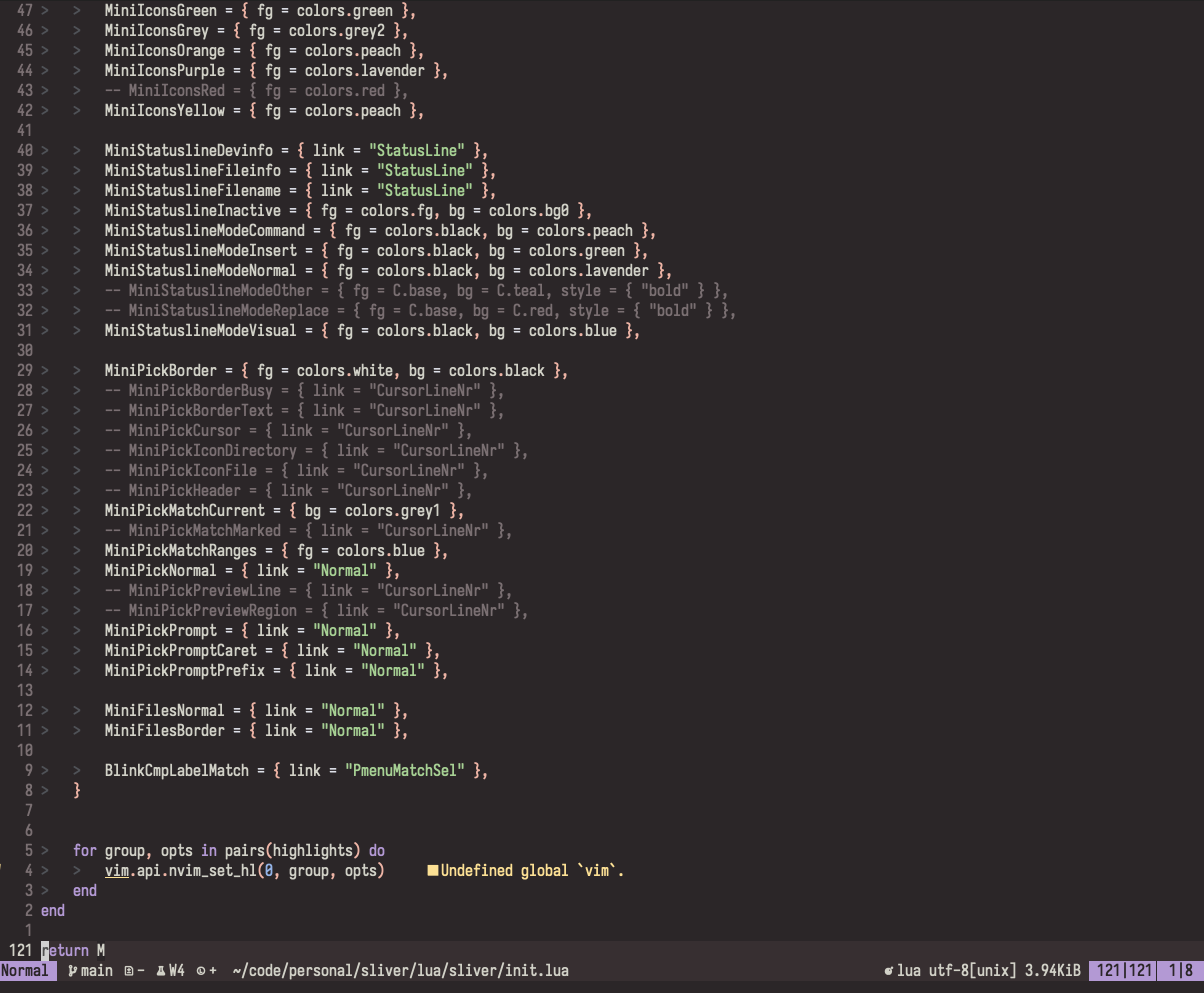 47 > > MiniIconsGreen = { fg = colors.green },
46 > > MiniIconsGrey = { fg = colors.grey2 },
45 > > MiniIconsOrange = { fg = colors.peach },
44 > > MiniIconsPurple = { fg = colors.lavender },
43 > > -- MiniIconsRed = { fg = colors.red },
42 > > MiniIconsYellow = { fg = colors.peach },
41
40 > > MiniStatuslineDevinfo = { link = "StatusLine" },
39 > > MiniStatuslineFileinfo = { link = "StatusLine" },
38 > > MiniStatuslineFilename = { link = "StatusLine" },
37 > > MiniStatuslineInactive = { fg = colors.fg, bg = colors.bg0 },
36 > > MiniStatuslineModeCommand = { fg = colors.black, bg = colors.peach },
35 > > MiniStatuslineModeInsert = { fg = colors.black, bg = colors.green },
34 > > MiniStatuslineModeNormal = { fg = colors.black, bg = colors.lavender },
33 > > -- MiniStatuslineModeOther = { fg = C.base, bg = C.teal, style = { "bold" } },
32 > > -- MiniStatuslineModeReplace = { fg = C.base, bg = C.red, style = { "bold" } },
31 > > MiniStatuslineModeVisual = { fg = colors.black, bg = colors.blue },
30
29 > > MiniPickBorder = { fg = colors.white, bg = colors.black },
28 > > -- MiniPickBorderBusy = { link = "CursorLineNr" },
27 > > -- MiniPickBorderText = { link = "CursorLineNr" },
26 > > -- MiniPickCursor = { link = "CursorLineNr" },
25 > > -- MiniPickIconDirectory = { link = "CursorLineNr" },
24 > > -- MiniPickIconFile = { link = "CursorLineNr" },
23 > > -- MiniPickHeader = { link = "CursorLineNr" },
22 > > MiniPickMatchCurrent = { bg = colors.grey1 },
21 > > -- MiniPickMatchMarked = { link = "CursorLineNr" },
20 > > MiniPickMatchRanges = { fg = colors.blue },
19 > > MiniPickNormal = { link = "Normal" },
18 > > -- MiniPickPreviewLine = { link = "CursorLineNr" },
17 > > -- MiniPickPreviewRegion = { link = "CursorLineNr" },
16 > > MiniPickPrompt = { link = "Normal" },
15 > > MiniPickPromptCaret = { link = "Normal" },
14 > > MiniPickPromptPrefix = { link = "Normal" },
13
12 > > MiniFilesNormal = { link = "Normal" },
11 > > MiniFilesBorder = { link = "Normal" },
10
9 > > BlinkCmpLabelMatch = { link = "PmenuMatchSel" },
8 > }
7
6
5 > for group, opts in pairs(highlights) do
4 > > vim.api.nvim_set_hl(0, group, opts) ■Undefined global `vim`.
3 > end
2 end
1
121 return M
Normal main - W4 + ~/code/personal/sliver/lua/sliver/init.lua lua utf-8[unix] 3.94KiB 121|121 1|8